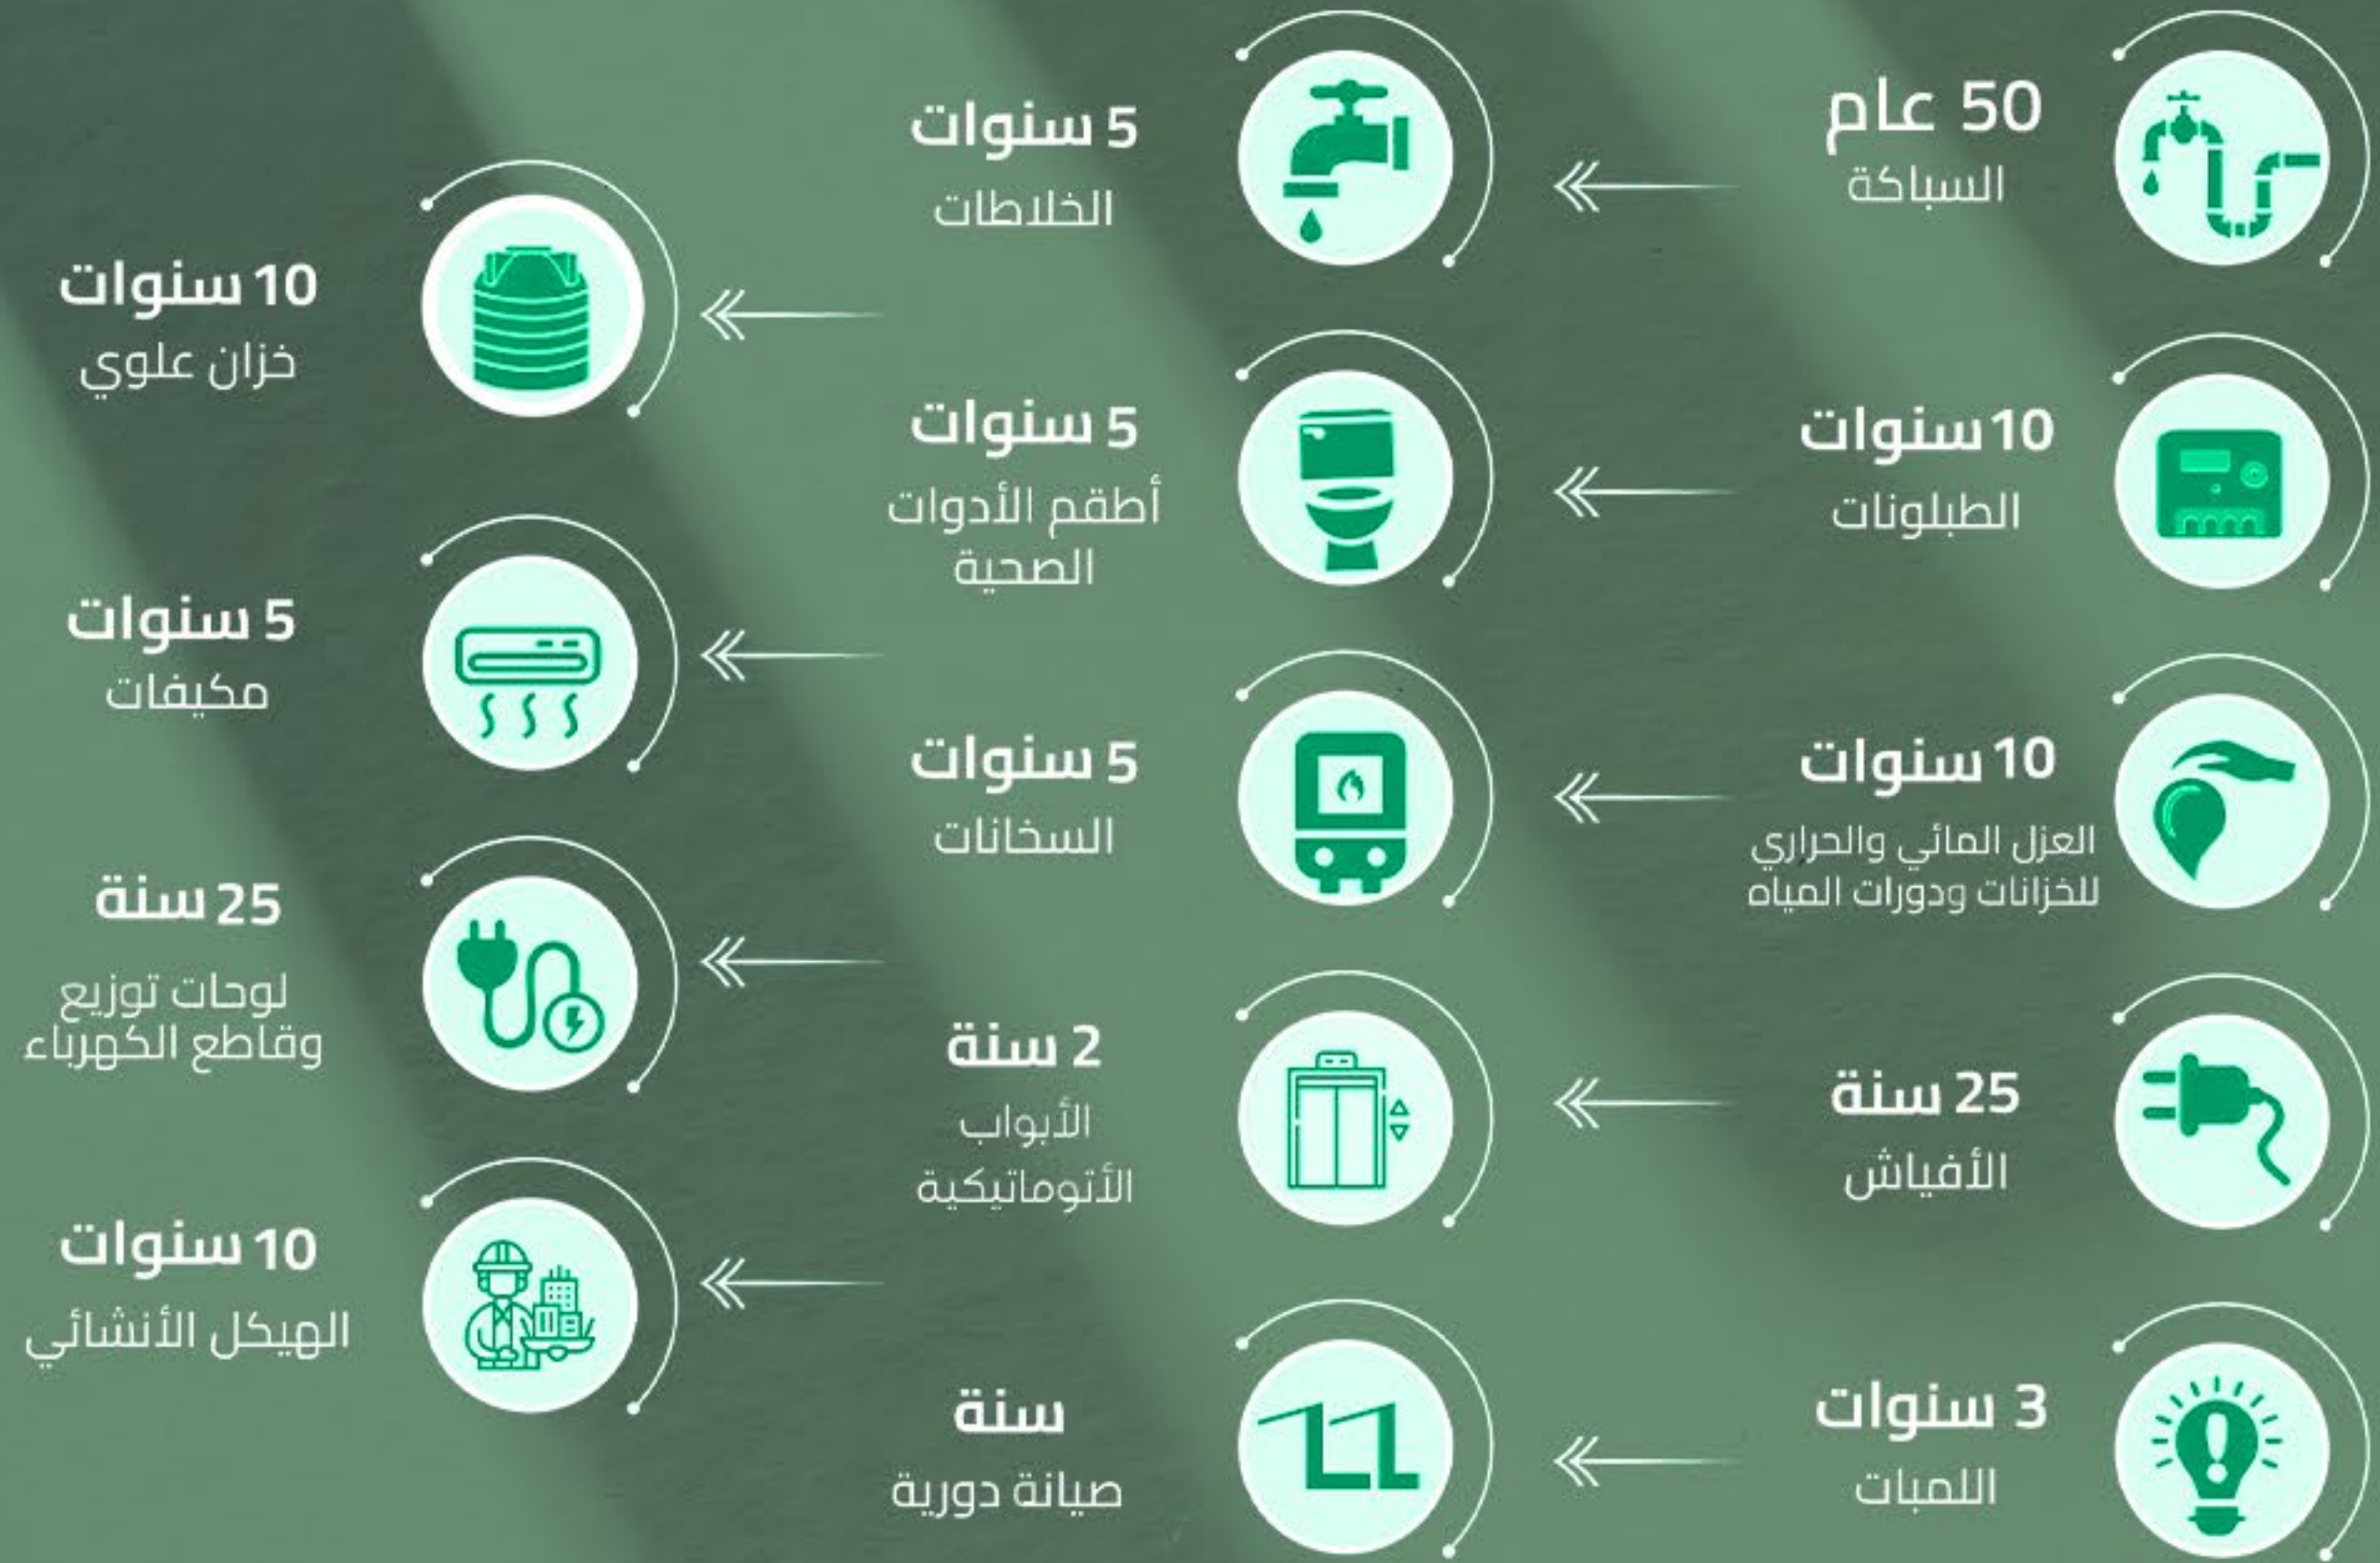 50 عام
السباكة
10 سنوات
الطبلونات
10 سنوات
العزل المائي والحراري
للخزانات ودورات المياه
25 سنة
الأفياش
3 سنوات
اللمبات
5 سنوات
الخلاطات
5 سنوات
أطقم الأدوات
الصحية
5 سنوات
السخانات
2 سنة
الأبواب
الأتوماتيكية
سنة
صيانة دورية
10 سنوات
خزان علوي
5 سنوات
مكيفات
25 سنة
لوحات توزيع
وقاطع الكهرباء
10 سنوات
الهيكل الأنشائي